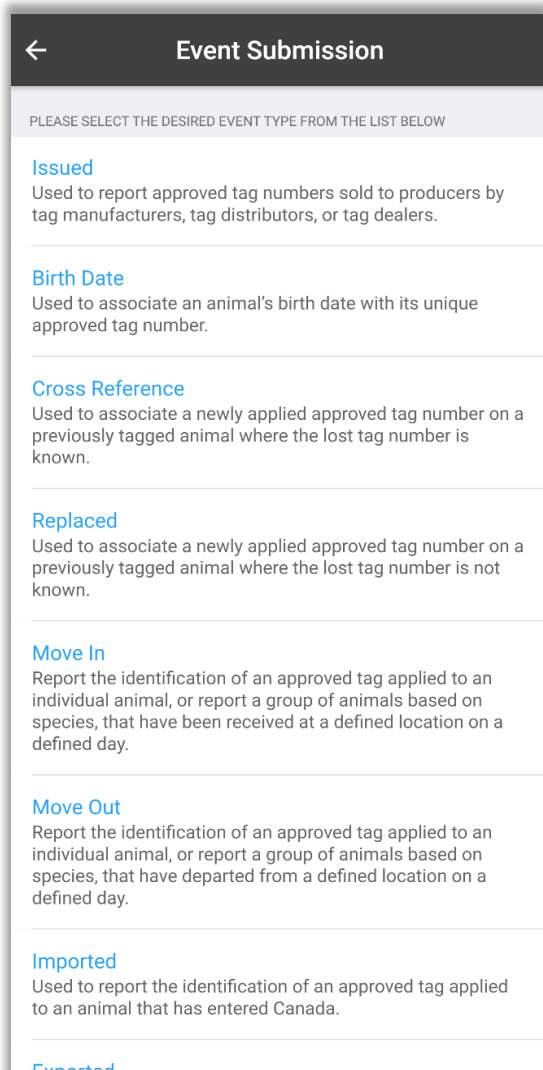 Event Submission
PLEASE SELECT THE DESIRED EVENT TYPE FROM THE LIST BELOW
Issued
Used to report approved tag numbers sold to producers by
tag manufacturers, tag distributors, or tag dealers.
Birth Date
Used to associate an animal’s birth date with its unique
approved tag number.
Cross Reference
Used to associate a newly applied approved tag number on a
previously tagged animal where the lost tag number is
known.
Replaced
Used to associate a newly applied approved tag number on a
previously tagged animal where the lost tag number is not
known.
Move In
Report the identification of an approved tag applied to an
individual animal, or report a group of animals based on
species, that have been received at a defined location on a
defined day.
Move Out
Report the identification of an approved tag applied to an
individual animal, or report a group of animals based on
species, that have departed from a defined location on a
defined day.
Imported
Used to report the identification of an approved tag applied
to an animal that has entered Canada.
Exported